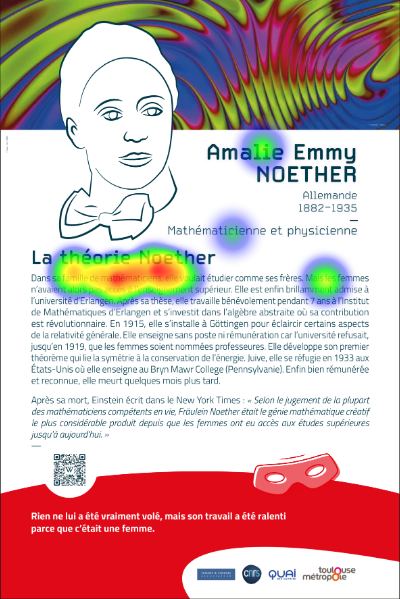 Amalie Emmy
NOETHER
Allemande
1882-1935
Mathématicienne et physicienne
La théorie Noether
Dans sa famille de mathématiciens, elle voulait étudier comme ses frères. Mais les femmes
n'avaient alors pas accès à l'enseignement supérieur. Elle est enfin brillamment admise à
l'université d'Erlangen. Après sa thèse, elle travaille bénévolement pendant 7 ans à l'Institut
de Mathématiques d'Erlangen et s'investit dans l'algèbre abstraite où sa contribution
est révolutionnaire. En 1915, elle s'installe à Göttingen pour éclaircir certains aspects
de la relativité générale. Elle enseigne sans poste ni rémunération car l'université refusait,
jusqu'en 1919, que les femmes soient nommées professeures. Elle développe son premier
théorème qui lie la symétrie à la conservation de l'énergie. Juive, elle se réfugie en 1933 aux
États-Unis où elle enseigne au Bryn Mawr College (Pennsylvanie). Enfin bien rémunérée
et reconnue, elle meurt quelques mois plus tard.
Après sa mort, Einstein écrit dans le New York Times : « Selon le jugement de la plupart
des mathématiciens compétents en vie, Fräulein Noether était le génie mathématique créatif
le plus considérable produit depuis que les femmes ont eu accès aux études supérieures
jusqu'à aujourd'hui. »
Rien ne lui a été vraiment volé, mais son travail a été ralenti
parce que c'était une femme.
cnrs
QUAI
toulouse
métropole